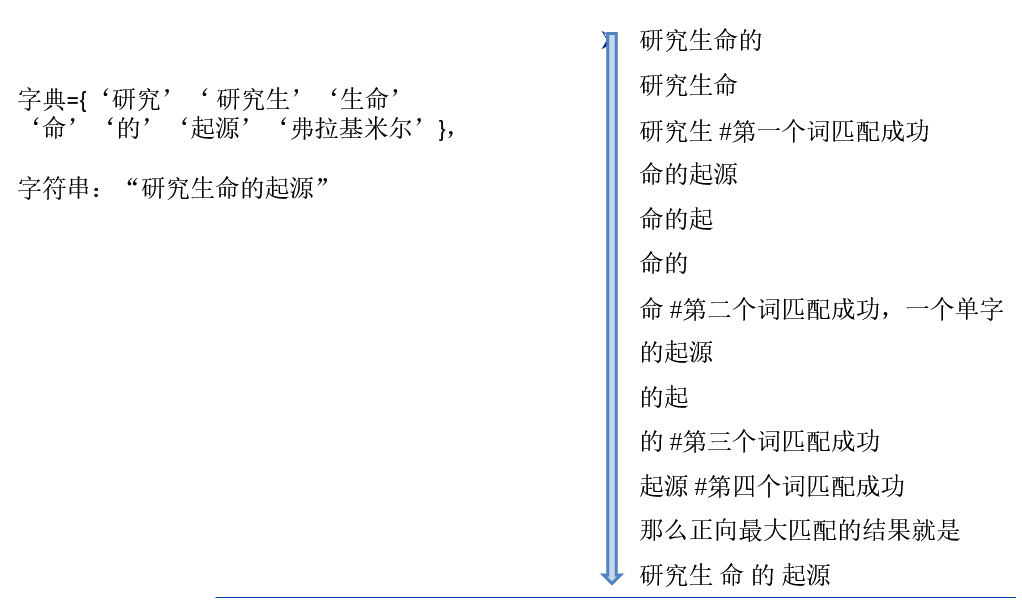 字典={‘研究’ ‘研究生’ ‘生命’
‘命’ ‘的’ ‘起源’ ‘弗拉基米尔’},
字符串：“研究生命的起源”
研究生命的
研究生命
研究生 #第一个词匹配成功
命的起源
命的起
命的
命 #第二个词匹配成功，一个单字
的起源
的起
的 #第三个词匹配成功
起源 #第四个词匹配成功
那么正向最大匹配的结果就是
研究生 命 的 起源